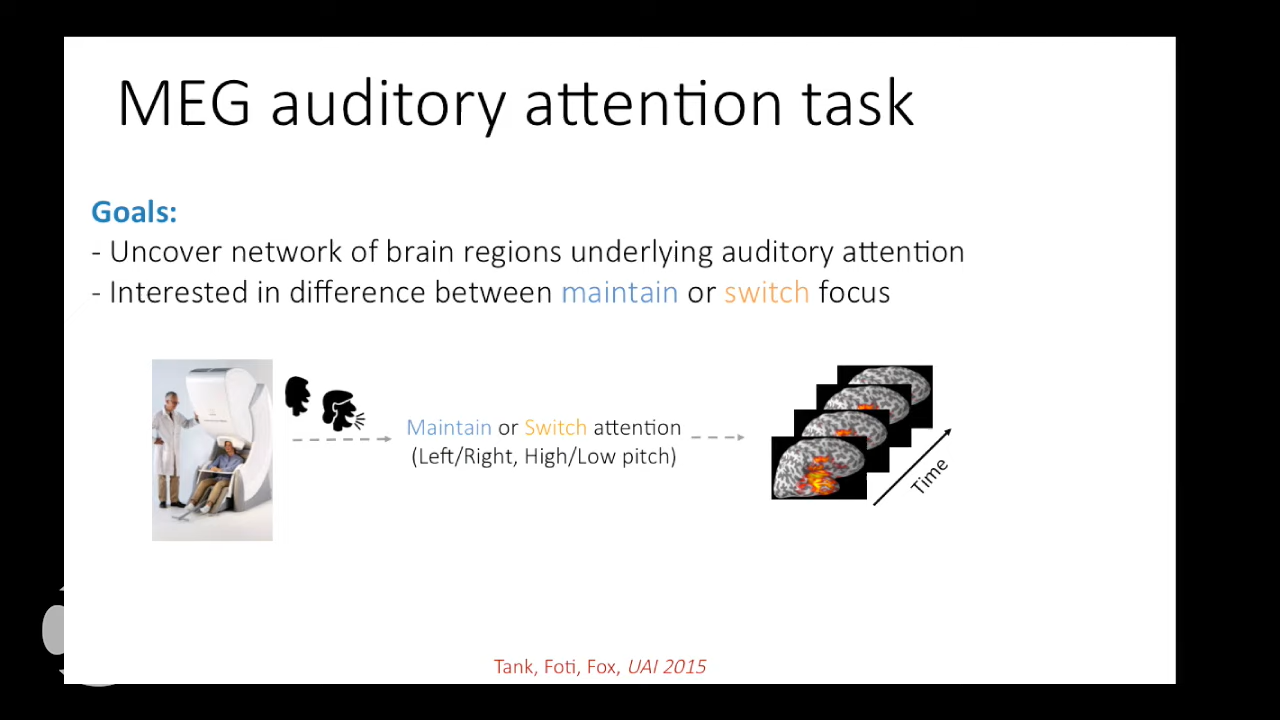 MEG auditory attention task
Goals:
- Uncover network of brain regions underlying auditory attention
- Interested in difference between maintain or switch focus
Maintain or Switch attention
(Left/Right, High/Low pitch)
Time
Tank, Foti, Fox, UAI 2015